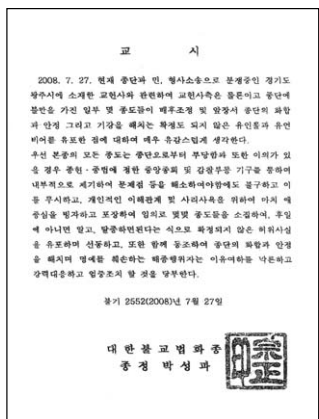 교 시
2008. 7. 27. 현재 종단과 민, 형사소송으로 분쟁중인 경기도
광주시에 소재한 교헌사와 관련하여 교헌사측은 물론이고 종단에
불만을 가진 일부 몇 종도들이 배후조정 및 앞장서 종단의 화합
과 안정 그리고 기강을 해치는 확정도 되지 않은 유인물과 유언
비어를 유포한 점에 대하여 매우 유감스럽게 생각한다.
우선 본종의 모든 종도는 종단으로부터 부당함과 또한 이의가 있
을 경우 종헌·종법에 정한 중앙종회 및 감찰부등 기구를 통하여
내부적으로 제기하여 문제점 등을 해소하여야함에도 불구하고 이
를 무시하고, 개인적인 이해관계 및 사리사욕을 위하여 마치 애
종심을 빙자하고 포장하여 임의로 몇몇 종도들을 소집하여, 후일
에 아니면 말고, 탈종하면된다는 식으로 확정되지 않은 허위사실
을 유포하며 선동하고, 또한 함께 동조하여 종단의 화합과 안정
을 해치며 명예를 훼손하는 해종행위자는 이유여하를 막론하고
강력대응하고 엄중조치 할 것을 당부한다.
불기 2552(2008)년 7월 27일
대한불교법화종
종정 박성파